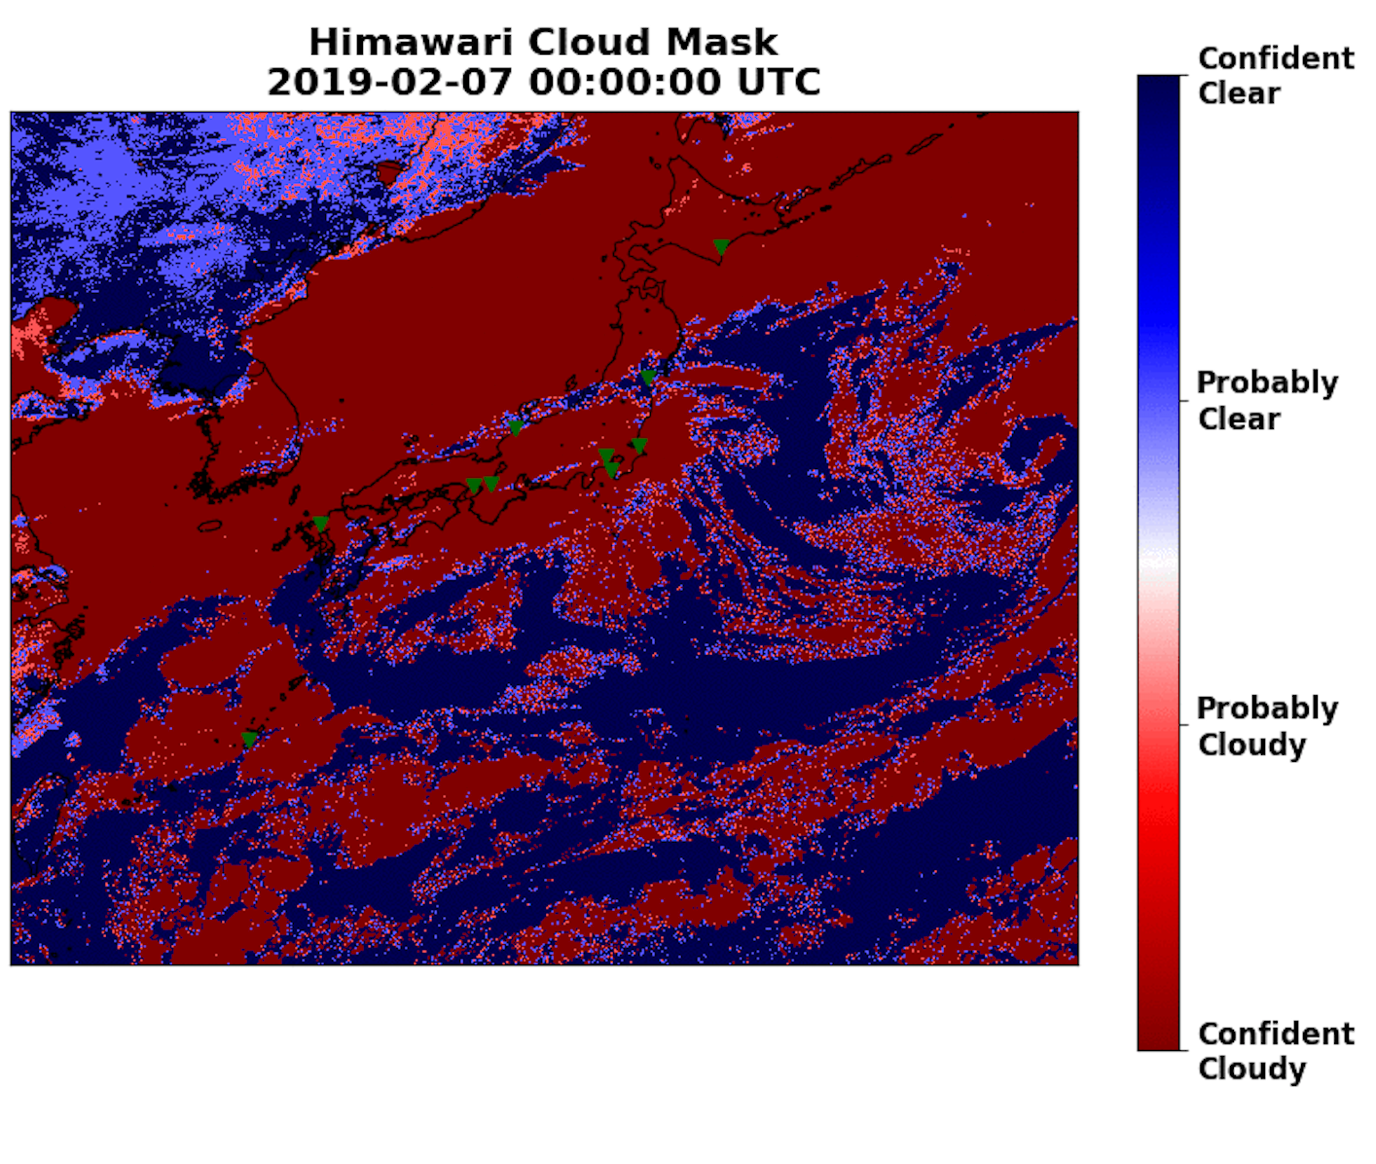 Himawari Cloud Mask
2019-02-07 00:00:00 UTC
Confident
Clear
Probably
Clear
Probably
Cloudy
Confident
Cloudy